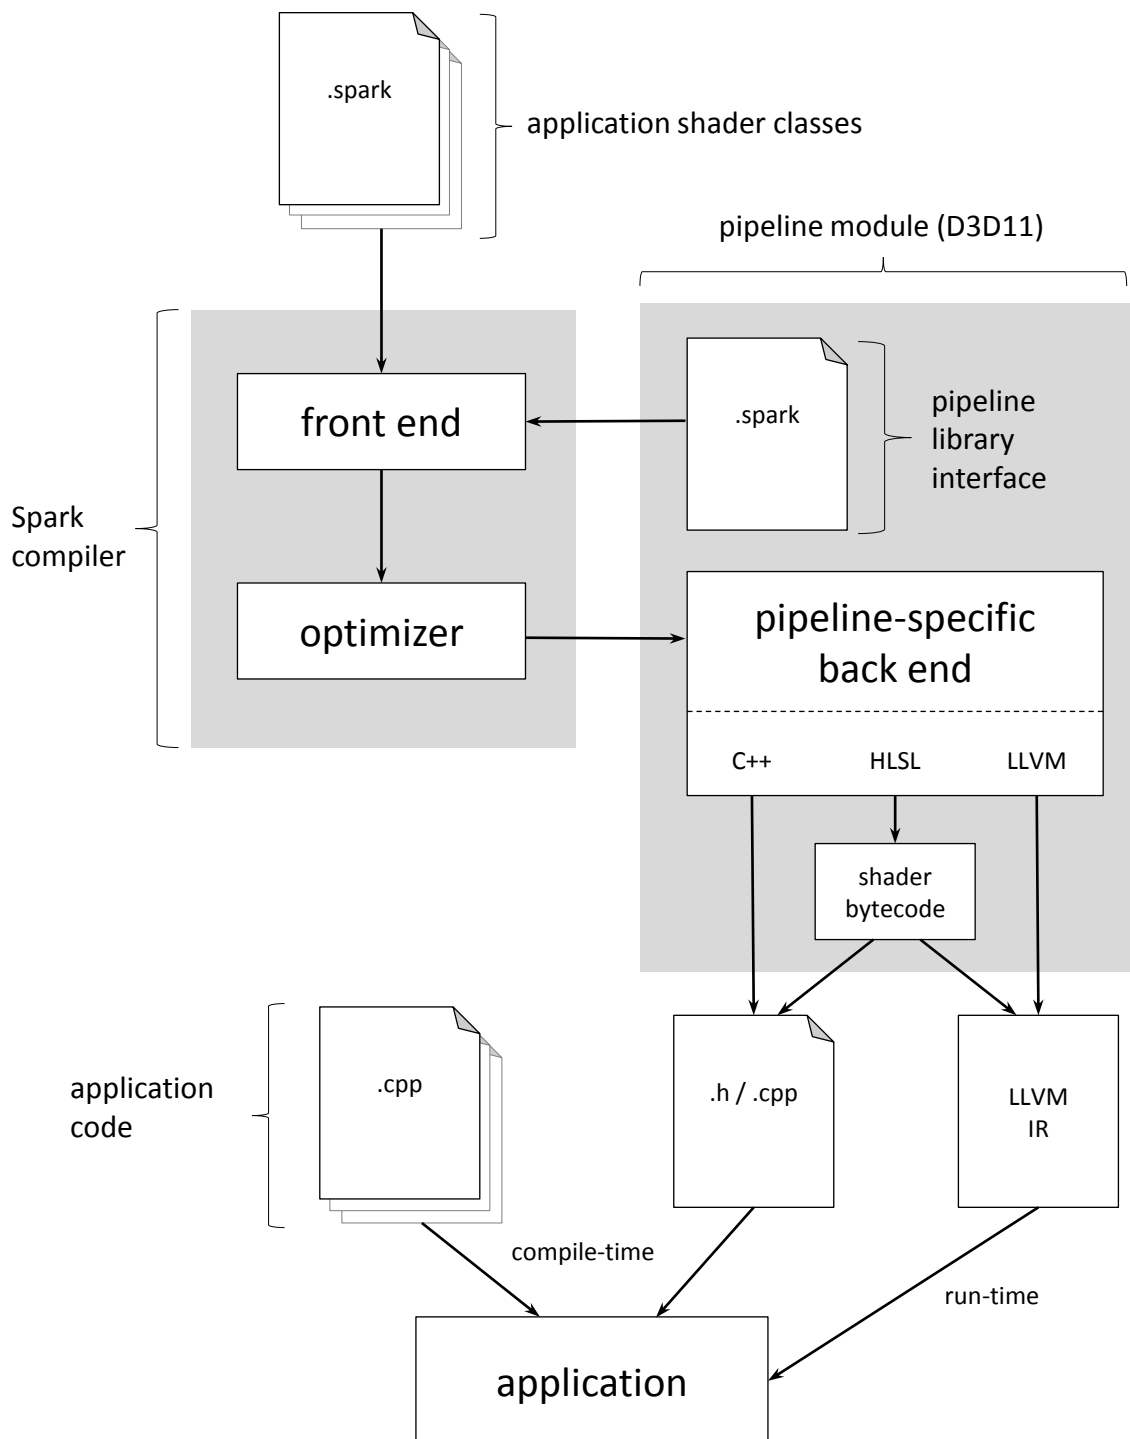 .spark
application shader classes
pipeline module (D3D11)
front end
.spark
pipeline
library
interface
Spark
compiler
optimizer
pipeline-specific
back end
C++
HLSL
LLVM
shader
bytecode
application
code
.cpp
.h / .cpp
LLVM
IR
compile-time
run-time
application